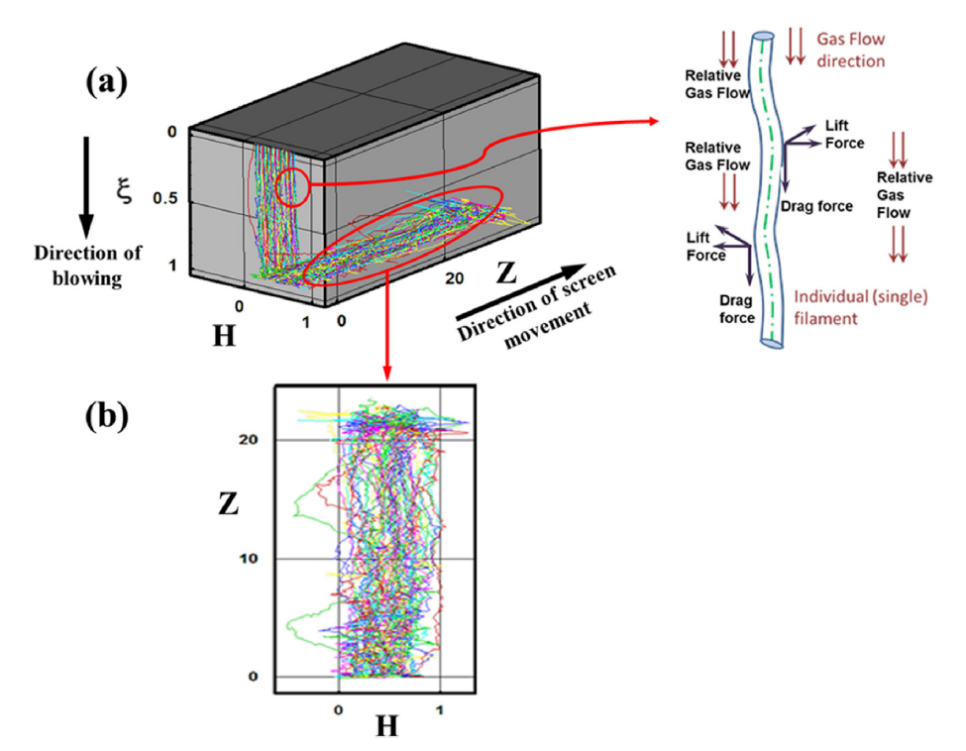 (a)
0
0.5
1
ξ
Direction of
blowing
0
1
H
0
20
Z
Direction of screen
movement
Relative
Gas Flow
Gas Flow
direction
Relative
Gas Flow
Lift
Force
Drag force
Relative
Gas
Flow
Lift
Force
Drag
force
Individual (single)
filament
(b)
20
Z
10
0
0
1
H